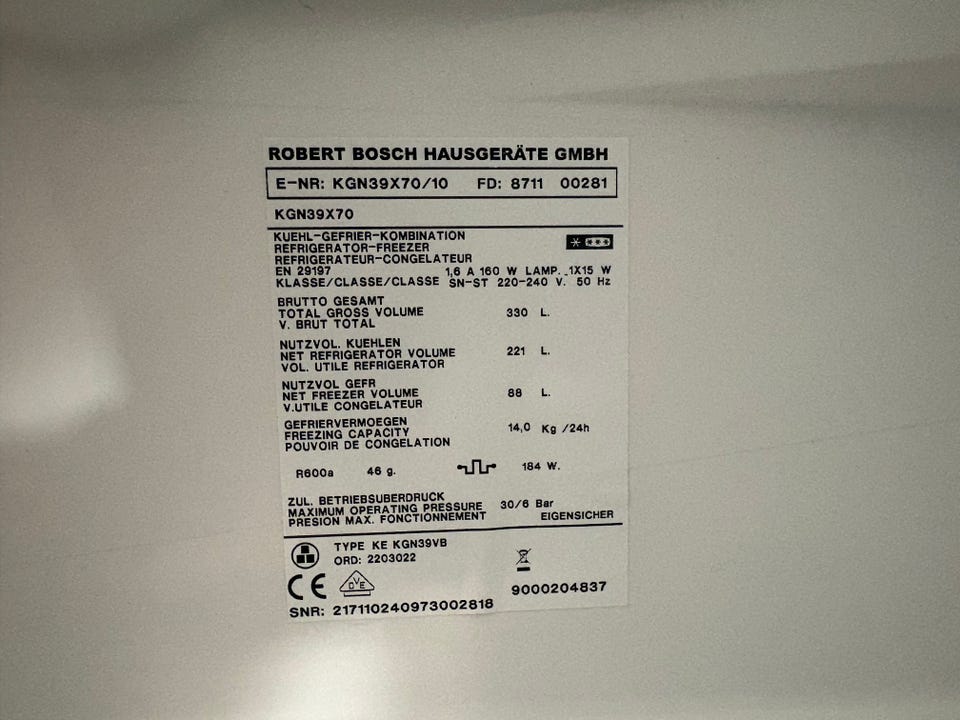 ROBERT BOSCH HAUSGERÄTE GMBH
E-NR: KGN39X70/10 FD: 8711 00281
KGN39X70
KUEHL-GEFRIER-KOMBINATION
REFRIGERATOR-FREEZER
REFRIGERATEUR-CONGELATEUR
EN 29197 1,6 A 160 W LAMP. 1X15 W
KLASSE/CLASSE/CLASSE SN-ST 220-240 V. 50 Hz
BRUTTO GESAMT
TOTAL GROSS VOLUME 330 L.
V. BRUT TOTAL
NUTZVOL. KUEHLEN
NET REFRIGERATOR VOLUME 221 L.
VOL. UTILE REFRIGERATOR
NUTZVOL GEFR
NET FREEZER VOLUME 88 L.
V.UTILE CONGELATEUR
GEFRIERVERMOEGEN
FREEZING CAPACITY 14,0 Kg /24h
POUVOIR DE CONGELATION
R600a 46 g. 184 W.
ZUL. BETRIEBSUBERDRUCK
MAXIMUM OPERATING PRESSURE 30/6 Bar
PRESION MAX. FONCTIONNEMENT EIGENSICHER
TYPE KE KGN39VB
ORD: 2203022
CE OVE 9000204837
SNR: 217110240973002818